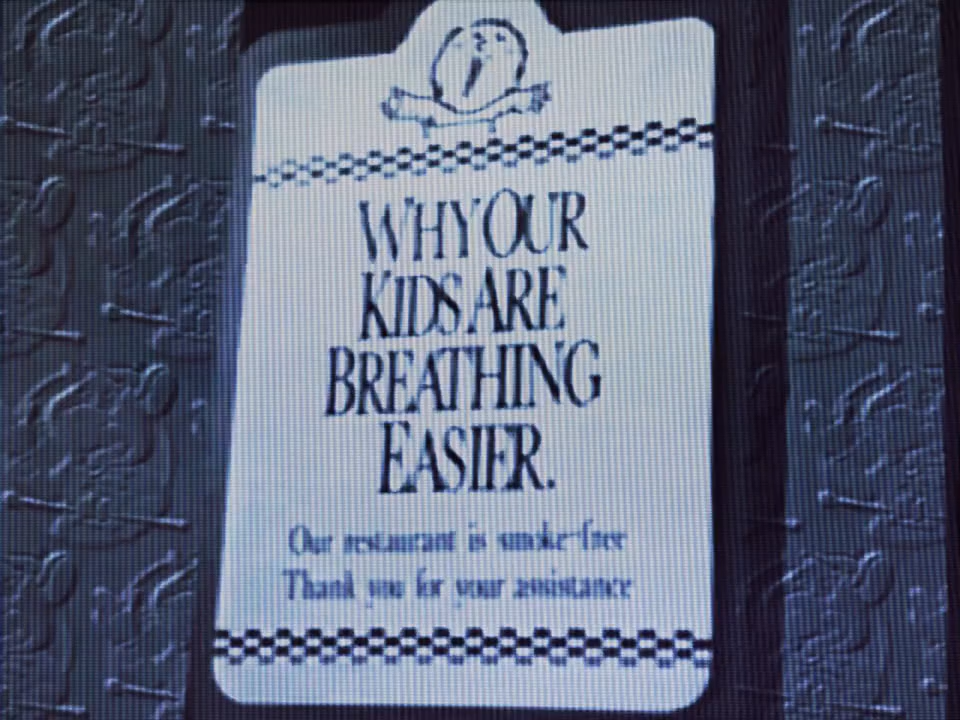 WHY OUR
KIDS ARE
BREATHING
EASIER.
Our restaurant is smoke-free
Thank you for your assistance